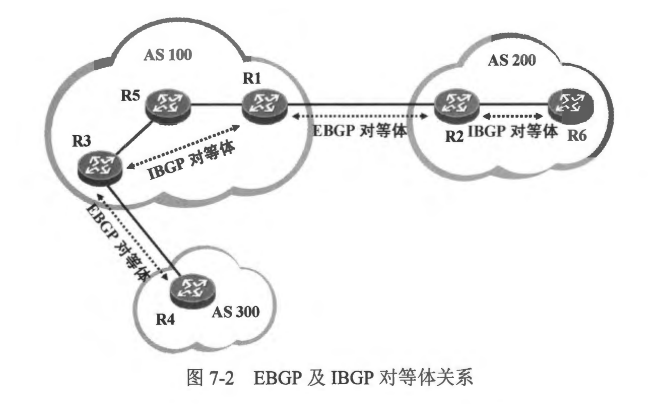 AS 100
AS 200
R5
R1
R3
IBGP 对等体
EBGP 对等体
R2
IBGP 对等体
R6
EBGP 对等体
R4
AS 300
图 7-2 EBGP 及 IBGP 对等体关系